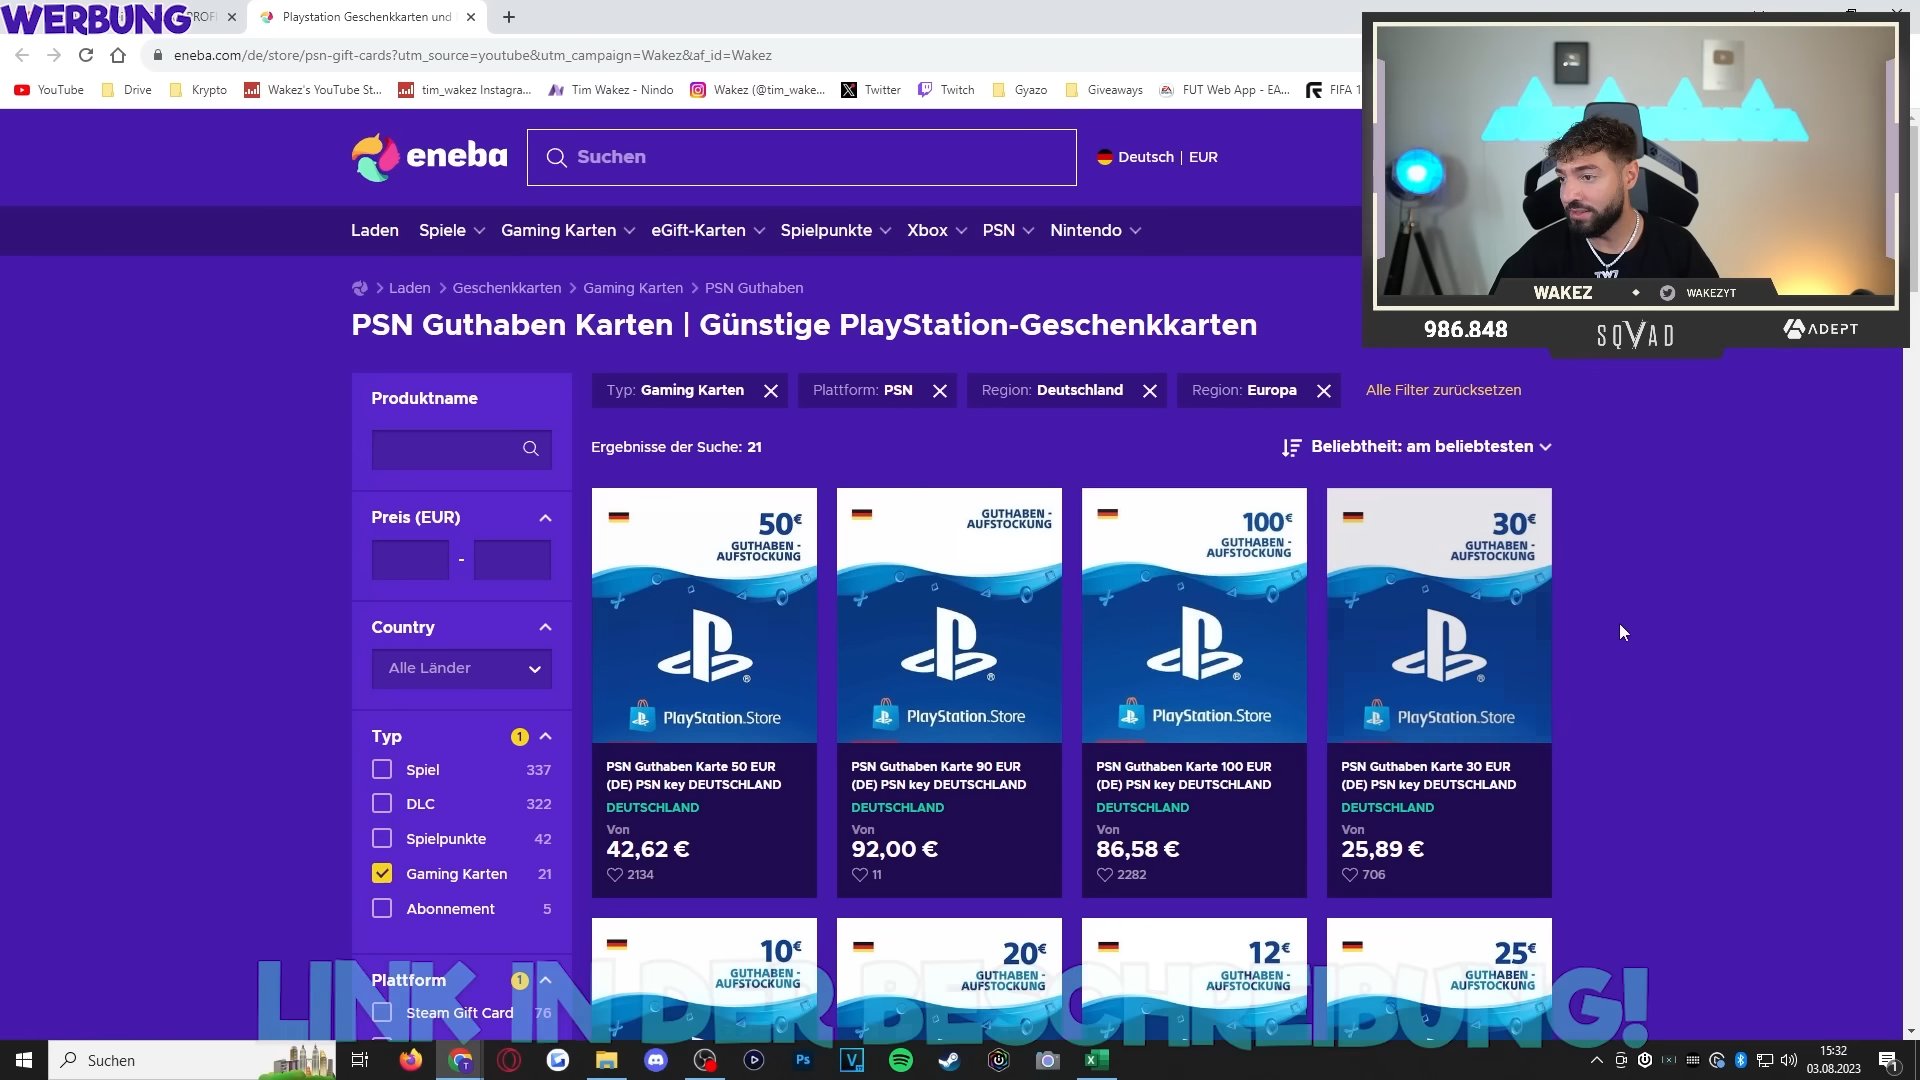 WERBUNG
PROFI
Playstation Geschenkkarten und
eneba.com/de/store/psn-gift-cards?utm_source=youtube&utm_campaign=Wakez&af_id=Wakez
YouTube
Drive
Krypto
Wakez's YouTube St...
tim_wakez Instagra...
Tim Wakez - Nindo
Wakez (@tim_wake...
Twitter
Twitch
Gyazo
Giveaways
FUT Web App - EA...
FIFA 1
eneba
Suchen
Deutsch | EUR
Laden
Spiele
Gaming Karten
eGift-Karten
Spielpunkte
Xbox
PSN
Nintendo
WAKEZ
WAKEZYT
986.848
SQVAD
ADEPT
Laden > Geschenkkarten > Gaming Karten > PSN Guthaben
PSN Guthaben Karten | Günstige PlayStation-Geschenkkarten
Typ: Gaming Karten
Plattform: PSN
Region: Deutschland
Region: Europa
Alle Filter zurücksetzen
Ergebnisse der Suche: 21
Beliebtheit: am beliebtesten
Produktname
Preis (EUR)
-
Country
Alle Länder
Typ 1
Spiel 337
DLC 322
Spielpunkte 42
Gaming Karten 21
Abonnement 5
Plattform 1
Steam Gift Card 76
50€
GUTHABEN -
AUFSTOCKUNG
PlayStation.Store
PSN Guthaben Karte 50 EUR
(DE) PSN key DEUTSCHLAND
DEUTSCHLAND
Von
42,62 €
2134
GUTHABEN -
AUFSTOCKUNG
PlayStation.Store
PSN Guthaben Karte 90 EUR
(DE) PSN key DEUTSCHLAND
DEUTSCHLAND
Von
92,00 €
11
100€
GUTHABEN -
AUFSTOCKUNG
PlayStation.Store
PSN Guthaben Karte 100 EUR
(DE) PSN key DEUTSCHLAND
DEUTSCHLAND
Von
86,58 €
2282
30€
GUTHABEN -
AUFSTOCKUNG
PlayStation.Store
PSN Guthaben Karte 30 EUR
(DE) PSN key DEUTSCHLAND
DEUTSCHLAND
Von
25,89 €
706
10€
GUTHABEN -
AUFSTOCKUNG
20€
GUTHABEN -
AUFSTOCKUNG
12€
GUTHABEN -
AUFSTOCKUNG
25€
GUTHABEN -
AUFSTOCKUNG
LINK IN DER BESCHREIBUNG!
Suchen
15:32
03.08.2023